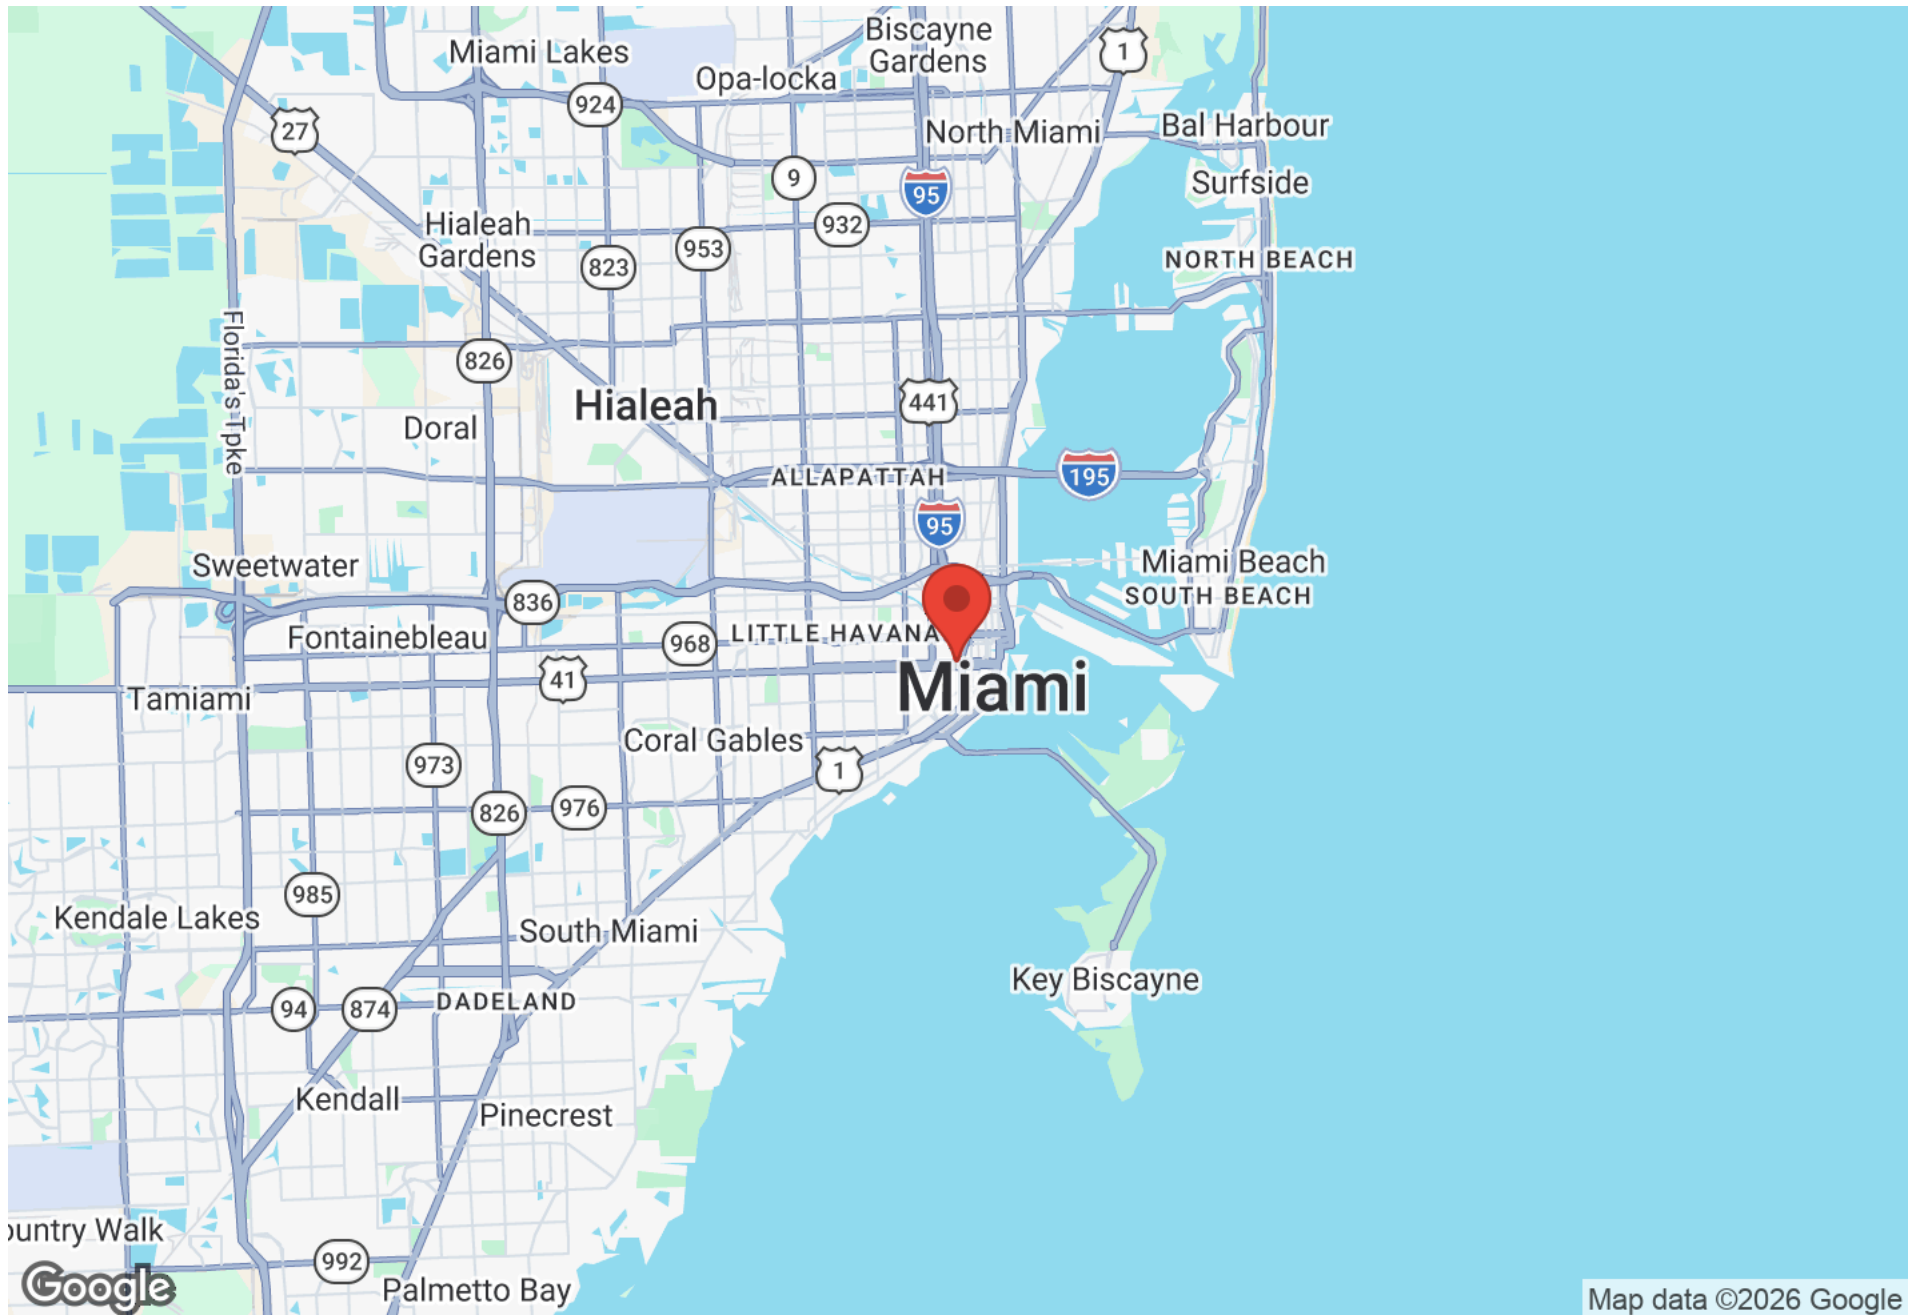 Biscayne
Gardens
1
Miami Lakes
Opa-locka
924
27
North Miami
Bal Harbour
9
95
Surfside
Hialeah
Gardens
932
953
823
NORTH BEACH
Florida's Tpke
826
Hialeah
441
Doral
ALLAPATTAH
195
95
Sweetwater
Miami Beach
SOUTH BEACH
836
Fontainebleau
968
LITTLE HAVANA
41
Miami
Tamiami
Coral Gables
973
1
826
976
985
Kendale Lakes
South Miami
Key Biscayne
94
874
DADELAND
Kendall
Pinecrest
ountry Walk
992
Google
Palmetto Bay
Map data ©2026 Google